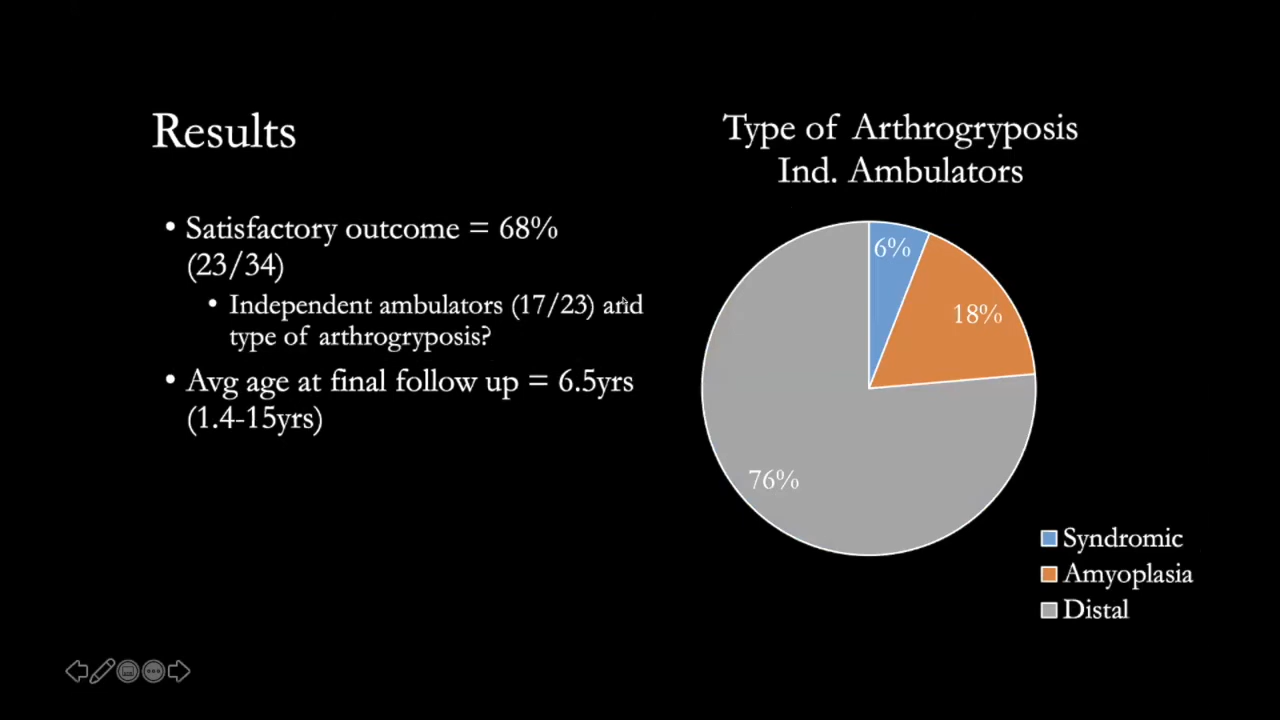 Results
• Satisfactory outcome = 68%
(23/34)
• Independent ambulators (17/23) and
type of arthrogryposis?
• Avg age at final follow up = 6.5yrs
(1.4-15yrs)
Type of Arthrogryposis
Ind. Ambulators
6%
18%
76%
Syndromic
Amyoplasia
Distal